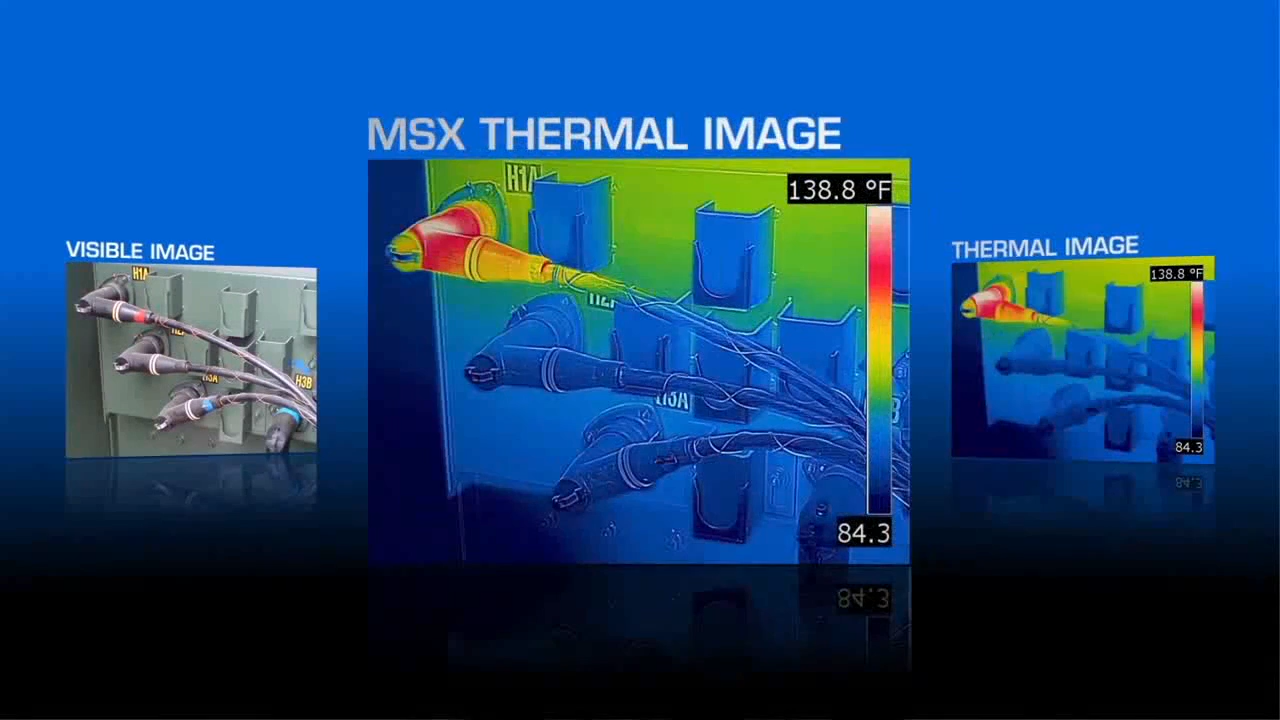 MSX THERMAL IMAGE
H1A
138.8 °F
H3A
84.3
VISIBLE IMAGE
H1A
H3A
H3B
THERMAL IMAGE
138.8 °F
84.3